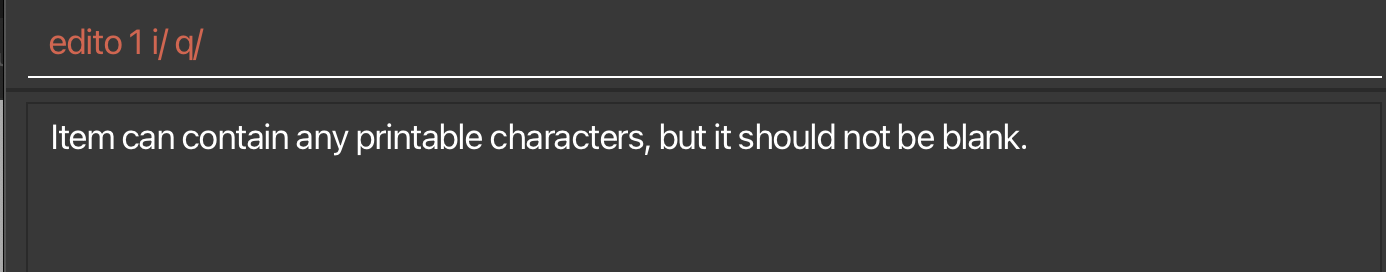 edito 1 i/ q/
Item can contain any printable characters, but it should not be blank.